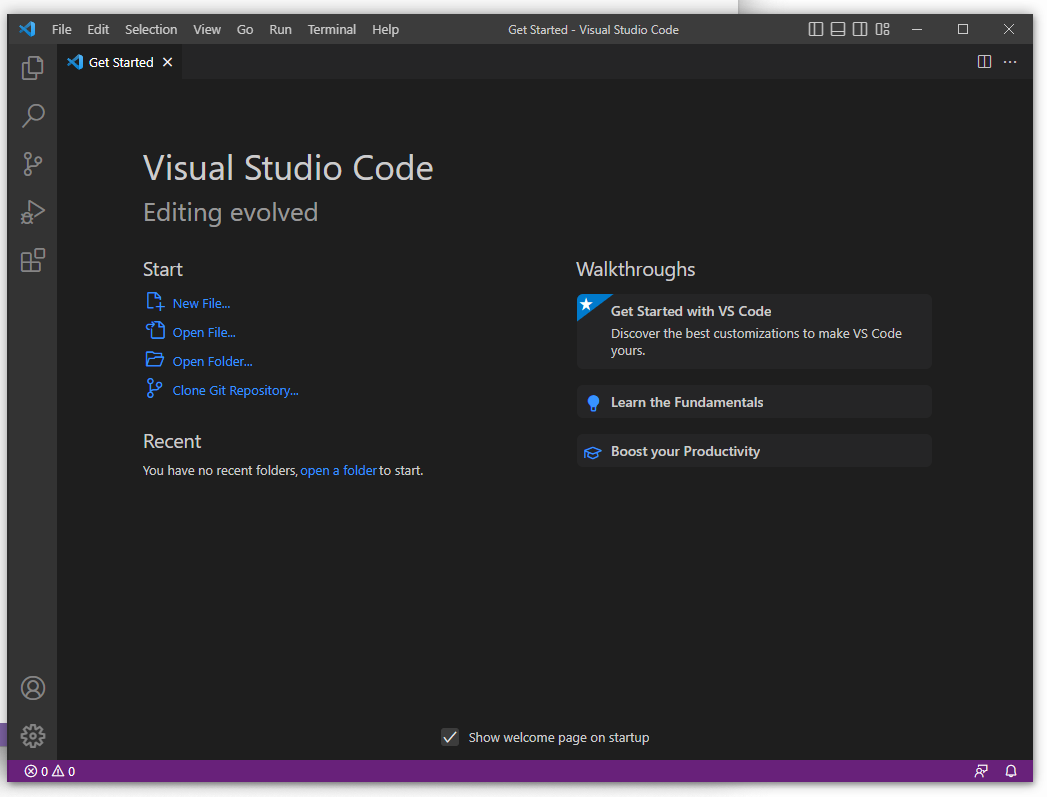 File Edit Selection View Go Run Terminal Help Get Started - Visual Studio Code
Get Started
Visual Studio Code
Editing evolved
Start
New File...
Open File...
Open Folder...
Clone Git Repository...
Recent
You have no recent folders, open a folder to start.
Walkthroughs
Get Started with VS Code
Discover the best customizations to make VS Code
yours.
Learn the Fundamentals
Boost your Productivity
Show welcome page on startup
0 0